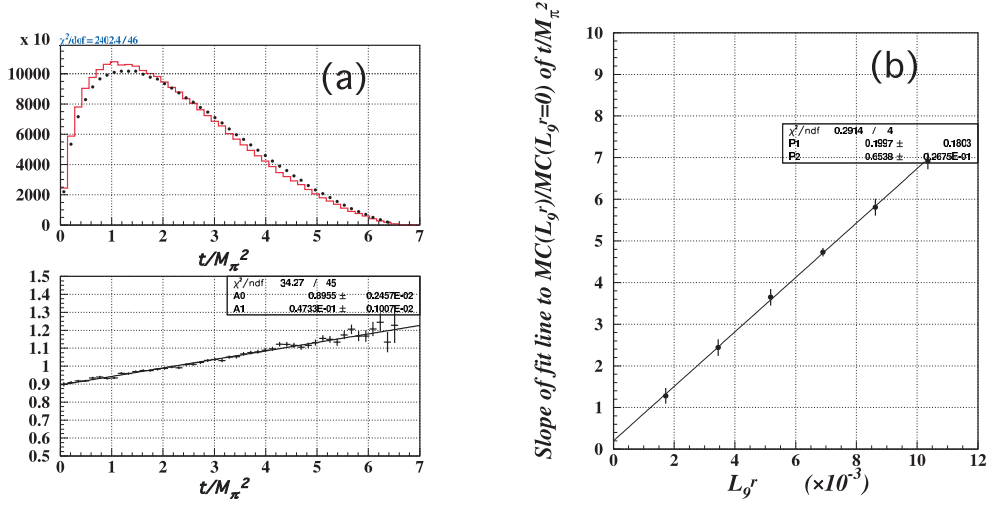 x 10
χ²/dof = 2402.4 / 46
(a)
10000
8000
6000
4000
2000
0
0 1 2 3 4 5 6 7
t/M_π²
1.5
1.4
1.3
1.2
1.1
1
0.9
0.8
0.7
0.6
0.5
χ²/ndf 34.27 / 45
A0 0.8955 ± 0.2457E-02
A1 0.4733E-01 ± 0.1007E-02
0 1 2 3 4 5 6 7
t/M_π²
Slope of fit line to MC(L₉ʳ)/MC(L₉ʳ=0) of t/M_π²
(b)
10
9
8
7
6
5
4
3
2
1
0
χ²/ndf 0.2914 / 4
P1 0.1997 ± 0.1803
P2 0.6538 ± 0.2675E-01
0 2 4 6 8 10 12
L₉ʳ (×10⁻³)